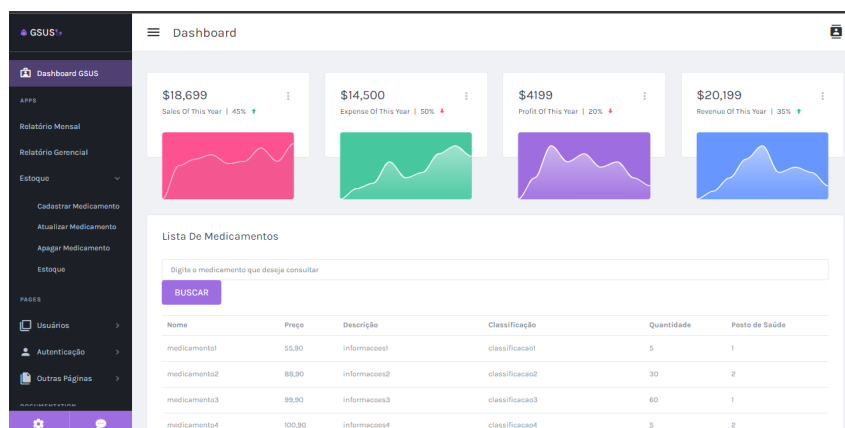 GSUS
Dashboard
Dashboard GSUS
APPS
Relatório Mensal
Relatório Gerencial
Estoque
Cadastrar Medicamento
Atualizar Medicamento
Apagar Medicamento
Estoque
PAGES
Usuários
Autenticação
Outras Páginas
DOCUMENTATION
$18,699
Sales Of This Year | 45%
$14,500
Expense Of This Year | 50%
$4199
Profit Of This Year | 20%
$20,199
Revenue Of This Year | 35%
Lista De Medicamentos
Digite o medicamento que deseja consultar
BUSCAR
Nome Preço Descrição Classificação Quantidade Posto de Saúde
medicamento1 55,90 informacoes1 classificacao1 5 1
medicamento2 88,90 informacoes2 classificacao2 30 2
medicamento3 99,90 informacoes3 classificacao3 60 1
medicamento4 100,90 informacoes4 classificacao4 5 2